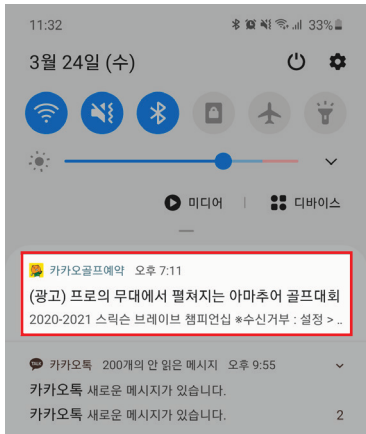 11:32
33%
3월 24일 (수)
미디어 | 디바이스
카카오골프예약 오후 7:11
(광고) 프로의 무대에서 펼쳐지는 아마추어 골프대회
2020-2021 스릭슨 브레이브 챔피언십 ※수신거부 : 설정 > ..
TALK 카카오톡 200개의 안 읽은 메시지 오후 9:55
카카오톡 새로운 메시지가 있습니다.
카카오톡 새로운 메시지가 있습니다. 2